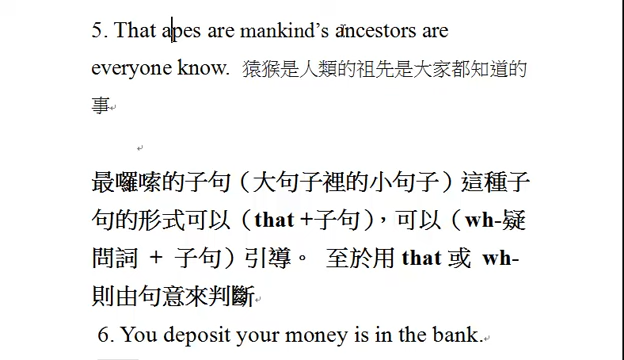 5. That apes are mankind’s ancestors are
everyone know. 猿猴是人類的祖先是大家都知道的
事
最囉嗦的子句（大句子裡的小句子）這種子
句的形式可以（that +子句），可以（wh-疑
問詞 + 子句）引導。 至於用 that 或 wh-
則由句意來判斷
6. You deposit your money is in the bank.